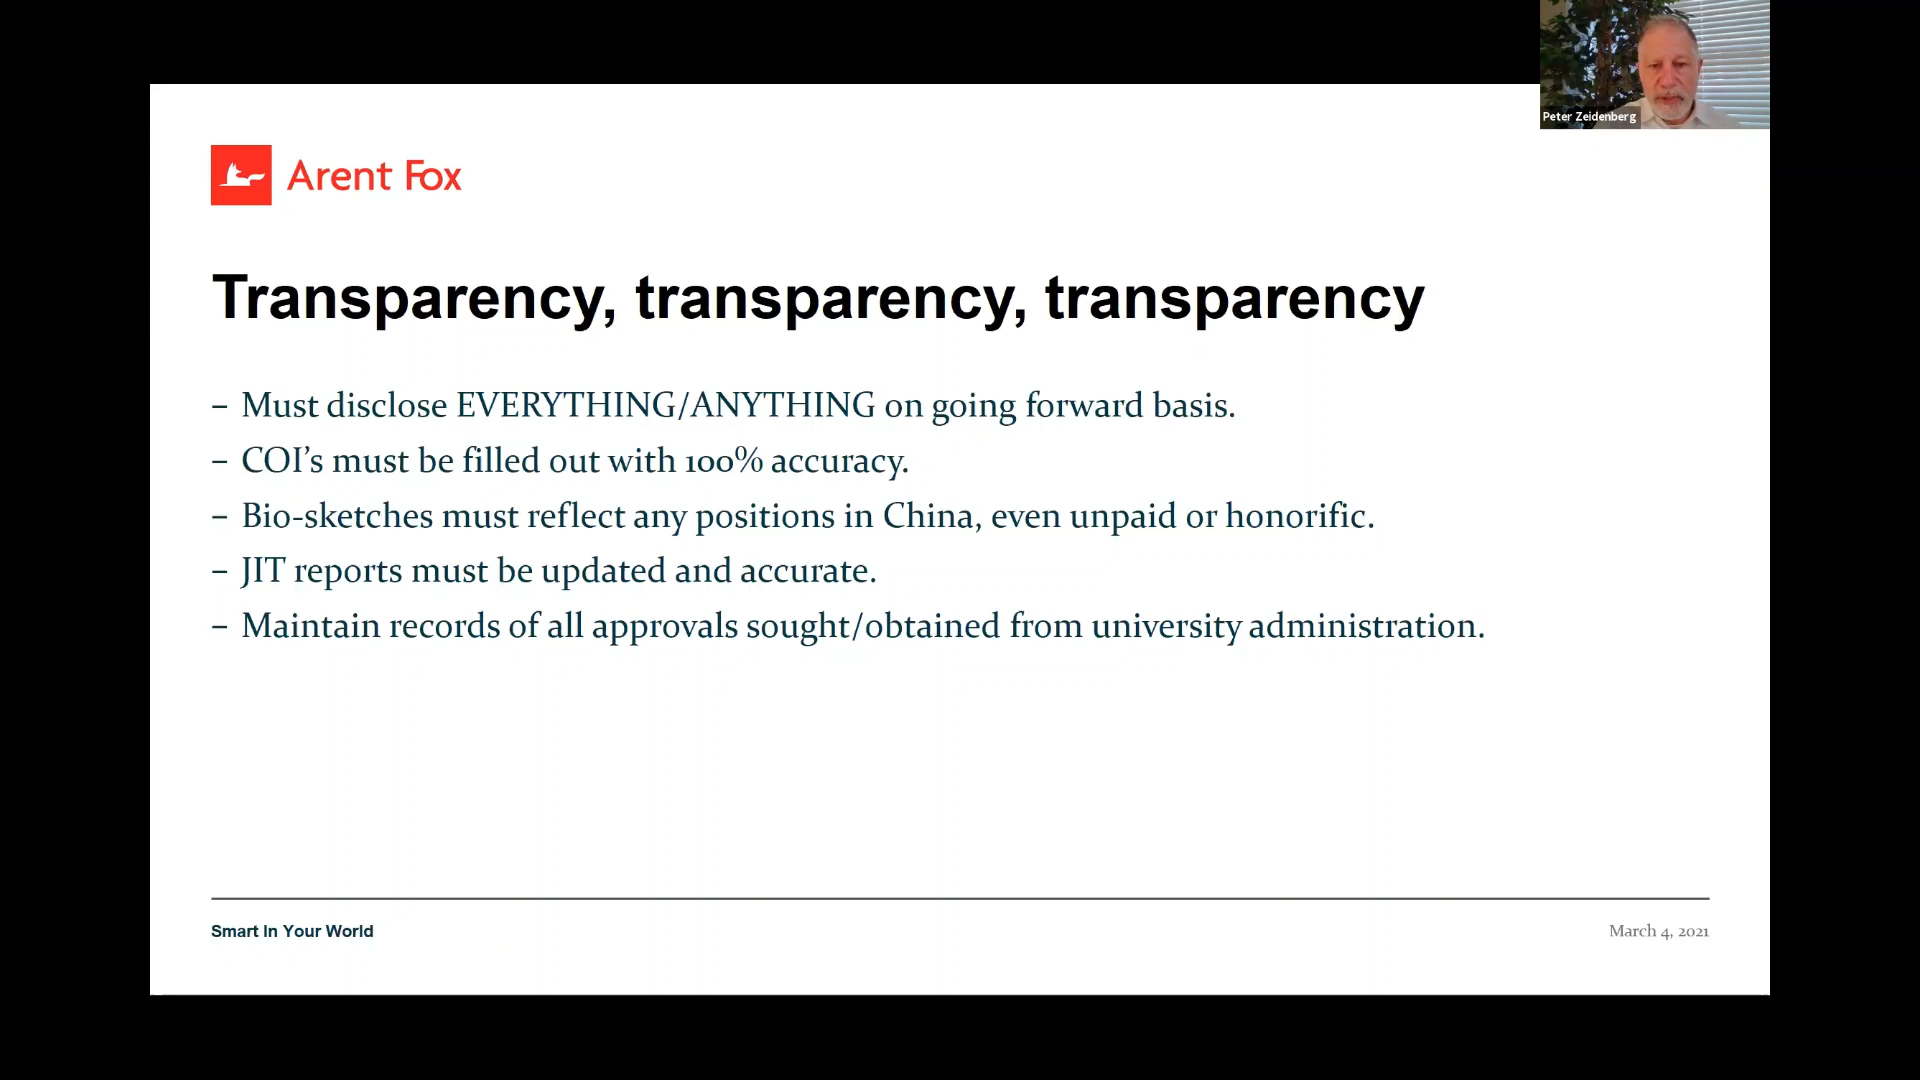 Peter Zeidenberg
Arent Fox
Transparency, transparency, transparency
– Must disclose EVERYTHING/ANYTHING on going forward basis.
– COI’s must be filled out with 100% accuracy.
– Bio-sketches must reflect any positions in China, even unpaid or honorific.
– JIT reports must be updated and accurate.
– Maintain records of all approvals sought/obtained from university administration.
Smart In Your World
March 4, 2021